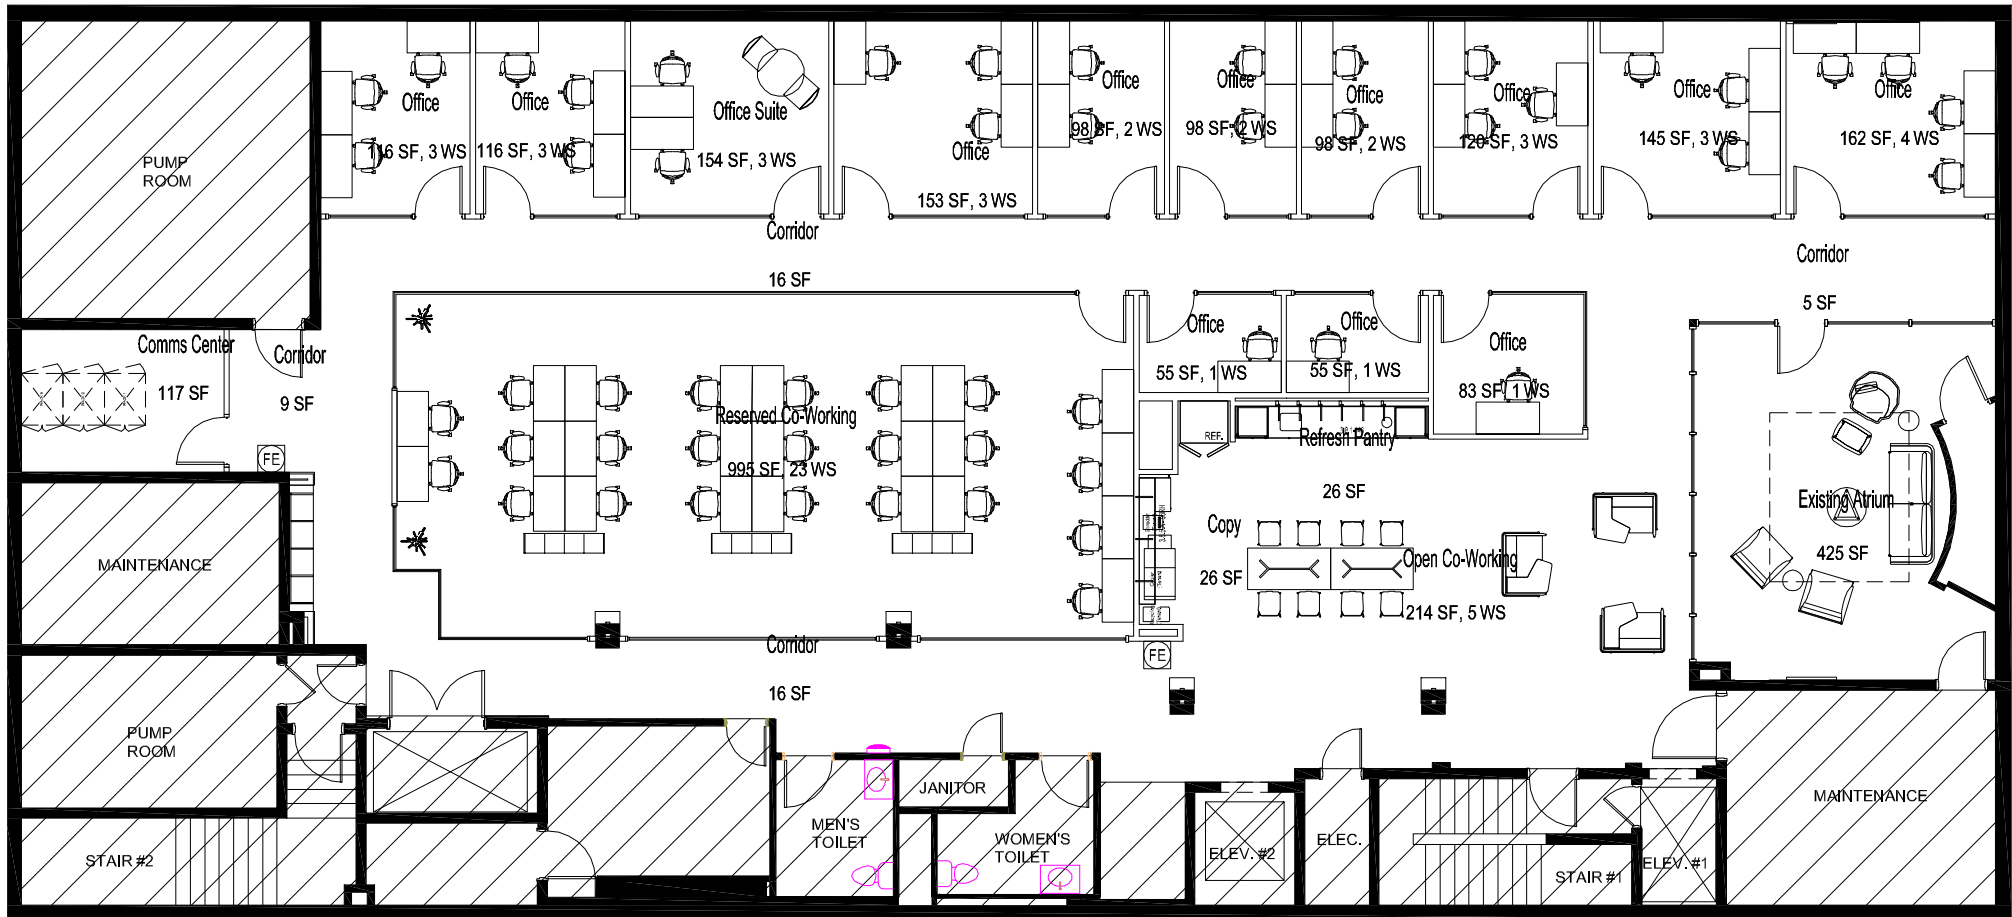 Office
116 SF, 3 WS
Office
116 SF, 3 WS
Office Suite
154 SF, 3 WS
Office
153 SF, 3 WS
Office
98 SF, 2 WS
Office
98 SF, 2 WS
Office
98 SF, 2 WS
Office
120 SF, 3 WS
Office
145 SF, 3 WS
Office
162 SF, 4 WS
PUMP
ROOM
Corridor
16 SF
Corridor
5 SF
Comms Center
117 SF
Corridor
9 SF
FE
Reserved Co-Working
995 SF, 23 WS
Office
55 SF, 1 WS
Office
55 SF, 1 WS
Office
83 SF, 1 WS
REF.
Refresh Pantry
26 SF
Copy
26 SF
Open Co-Working
214 SF, 5 WS
Existing Atrium
425 SF
MAINTENANCE
Corridor
16 SF
FE
PUMP
ROOM
STAIR #2
MEN'S
TOILET
JANITOR
WOMEN'S
TOILET
ELEV. #2
ELEC.
STAIR #1
ELEV. #1
MAINTENANCE